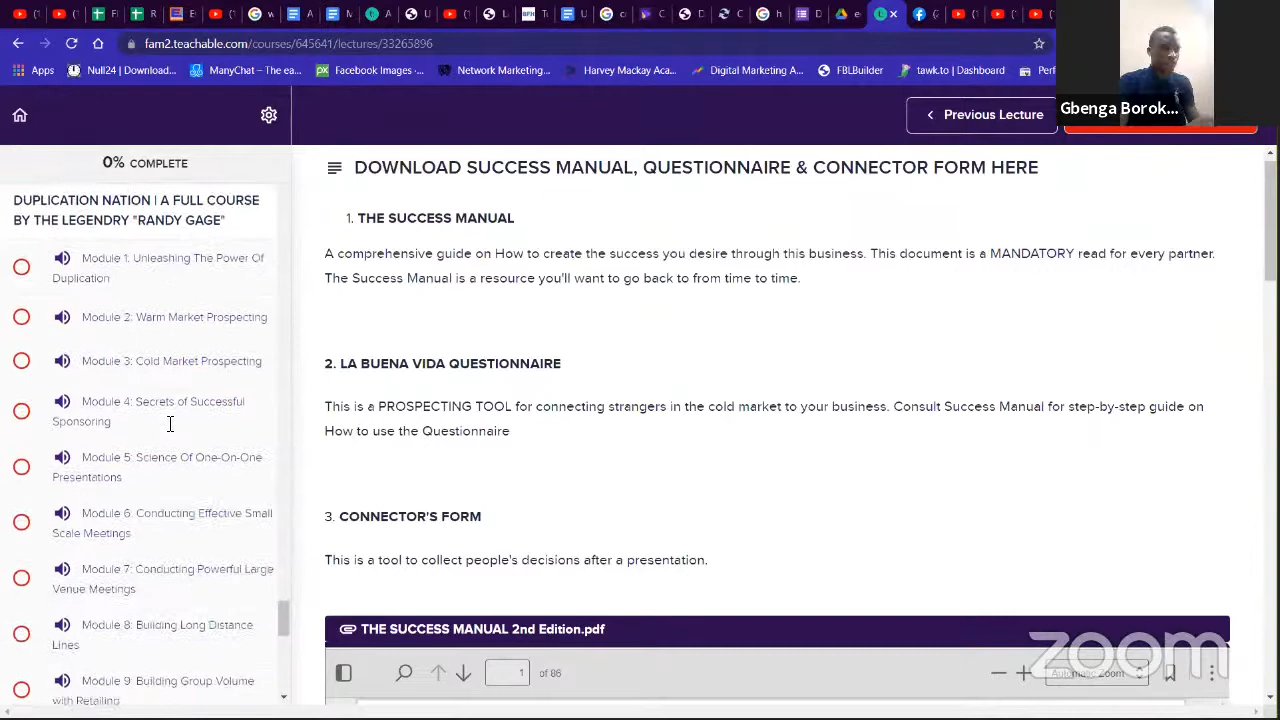 fam2.teachable.com/courses/645641/lectures/33265896
Apps
Null24 | Download...
ManyChat – The ea...
Facebook Images -...
Network Marketing...
Harvey Mackay Aca...
Digital Marketing A...
FBLBuilder
tawk.to | Dashboard
Perf
Gbenga Borok...
Previous Lecture
0% COMPLETE
DUPLICATION NATION | A FULL COURSE
BY THE LEGENDRY "RANDY GAGE"
Module 1: Unleashing The Power Of
Duplication
Module 2: Warm Market Prospecting
Module 3: Cold Market Prospecting
Module 4: Secrets of Successful
Sponsoring
Module 5: Science Of One-On-One
Presentations
Module 6: Conducting Effective Small
Scale Meetings
Module 7: Conducting Powerful Large
Venue Meetings
Module 8: Building Long Distance
Lines
Module 9: Building Group Volume
with Retailing
DOWNLOAD SUCCESS MANUAL, QUESTIONNAIRE & CONNECTOR FORM HERE
1. THE SUCCESS MANUAL
A comprehensive guide on How to create the success you desire through this business. This document is a MANDATORY read for every partner.
The Success Manual is a resource you'll want to go back to from time to time.
2. LA BUENA VIDA QUESTIONNAIRE
This is a PROSPECTING TOOL for connecting strangers in the cold market to your business. Consult Success Manual for step-by-step guide on
How to use the Questionnaire
3. CONNECTOR'S FORM
This is a tool to collect people's decisions after a presentation.
THE SUCCESS MANUAL 2nd Edition.pdf
1 of 86
Automatic Zoom
zoom